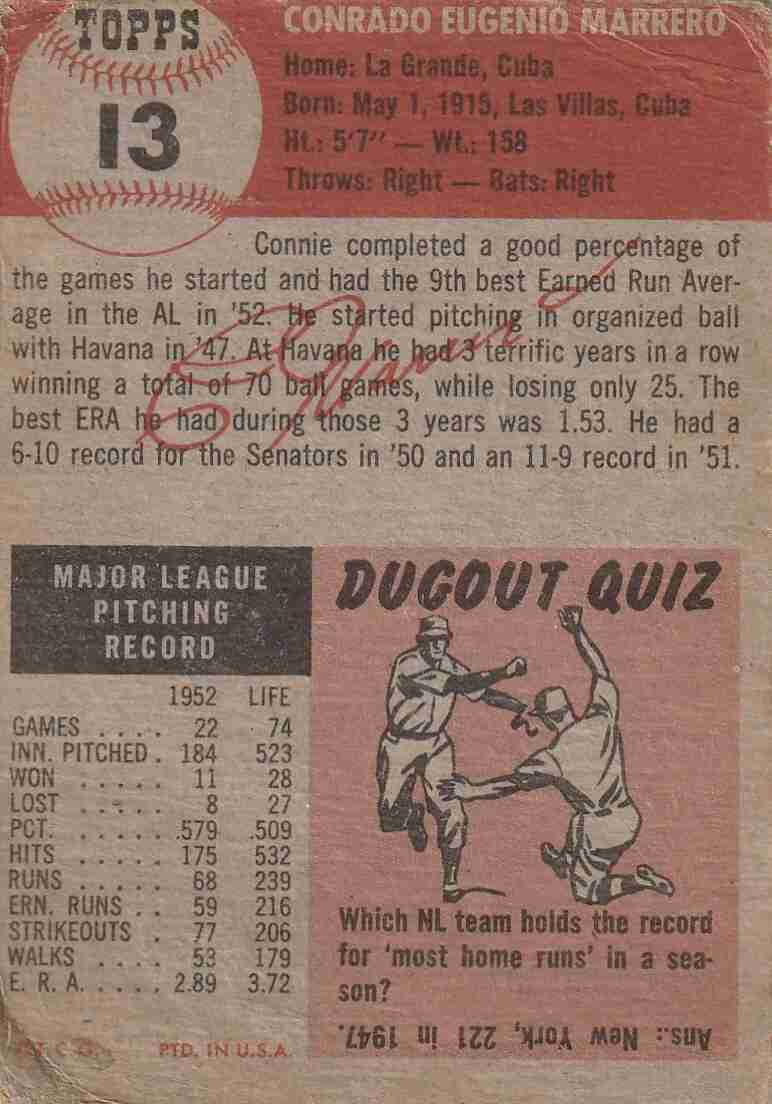 TOPPS
13
CONRADO EUGENIO MARRERO
Home: La Grande, Cuba
Born: May 1, 1915, Las Villas, Cuba
Ht.: 5'7" — Wt.: 158
Throws: Right — Bats: Right
Connie completed a good percentage of
the games he started and had the 9th best Earned Run Aver-
age in the AL in '52. He started pitching in organized ball
with Havana in '47. At Havana he had 3 terrific years in a row
winning a total of 70 ball games, while losing only 25. The
best ERA he had during those 3 years was 1.53. He had a
6-10 record for the Senators in '50 and an 11-9 record in '51.
C. Marrero
MAJOR LEAGUE
PITCHING
RECORD
1952 LIFE
GAMES .... 22 74
INN. PITCHED. 184 523
WON ..... 11 28
LOST ..... 8 27
PCT. ..... .579 .509
HITS ..... 175 532
RUNS ..... 68 239
ERN. RUNS .. 59 216
STRIKEOUTS . 77 206
WALKS .... 53 179
E. R. A. .... 2.89 3.72
PTD. IN U.S.A.
DUGOUT QUIZ
Which NL team holds the record
for 'most home runs' in a sea-
son?
Ans.: New York, 221 in 1947.